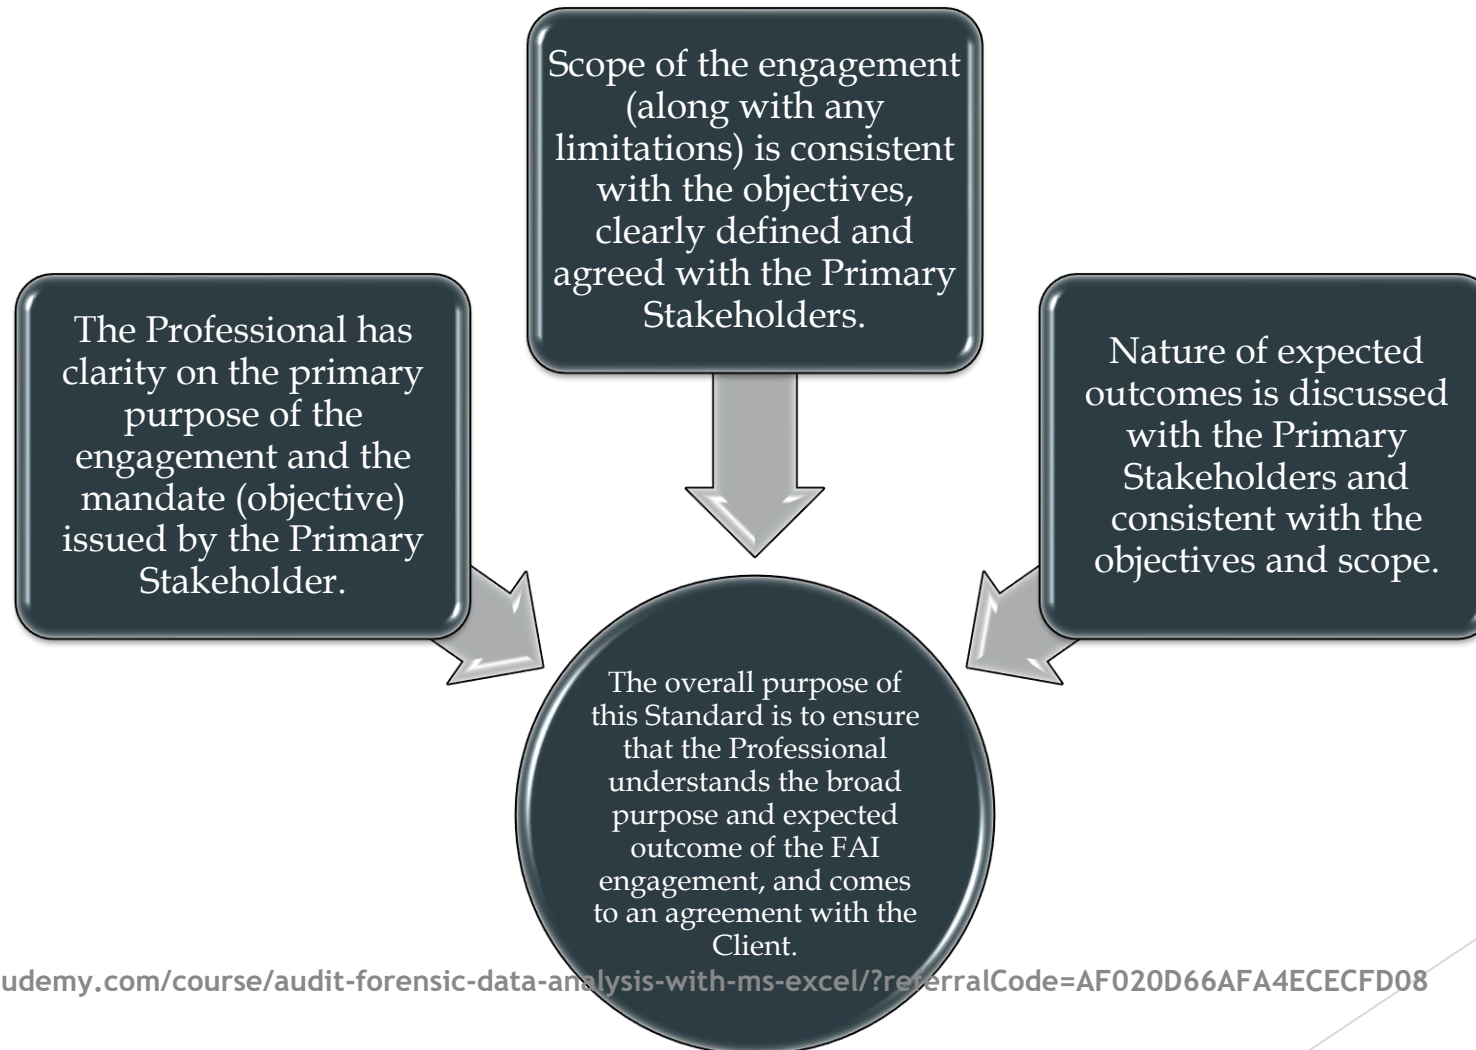 Scope of the engagement
(along with any
limitations) is consistent
with the objectives,
clearly defined and
agreed with the Primary
Stakeholders.
The Professional has
clarity on the primary
purpose of the
engagement and the
mandate (objective)
issued by the Primary
Stakeholder.
Nature of expected
outcomes is discussed
with the Primary
Stakeholders and
consistent with the
objectives and scope.
The overall purpose of
this Standard is to ensure
that the Professional
understands the broad
purpose and expected
outcome of the FAI
engagement, and comes
to an agreement with the
Client.
udemy.com/course/audit-forensic-data-analysis-with-ms-excel/?referralCode=AF020D66AFA4ECECFD08